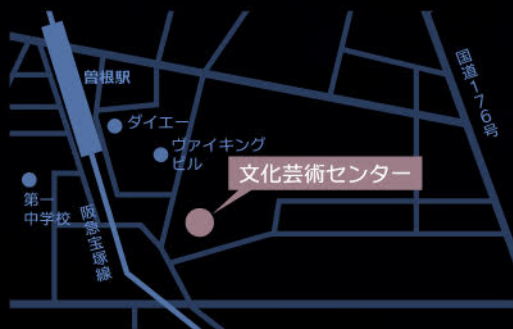 曽根駅
国道176号
ダイエー
ヴァイキング
ビル
文化芸術センター
第一
中学校
阪急宝塚線